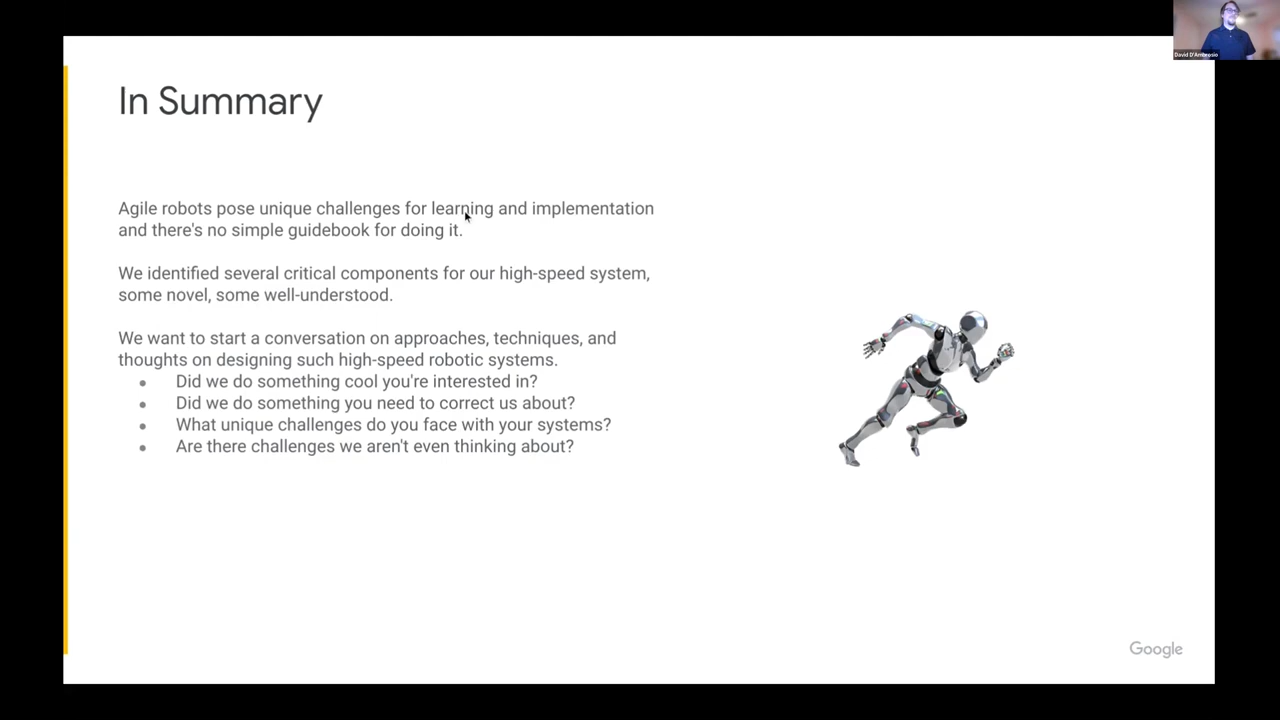 David D'Ambrosio
In Summary
Agile robots pose unique challenges for learning and implementation
and there's no simple guidebook for doing it.
We identified several critical components for our high-speed system,
some novel, some well-understood.
We want to start a conversation on approaches, techniques, and
thoughts on designing such high-speed robotic systems.
● Did we do something cool you're interested in?
● Did we do something you need to correct us about?
● What unique challenges do you face with your systems?
● Are there challenges we aren't even thinking about?
Google